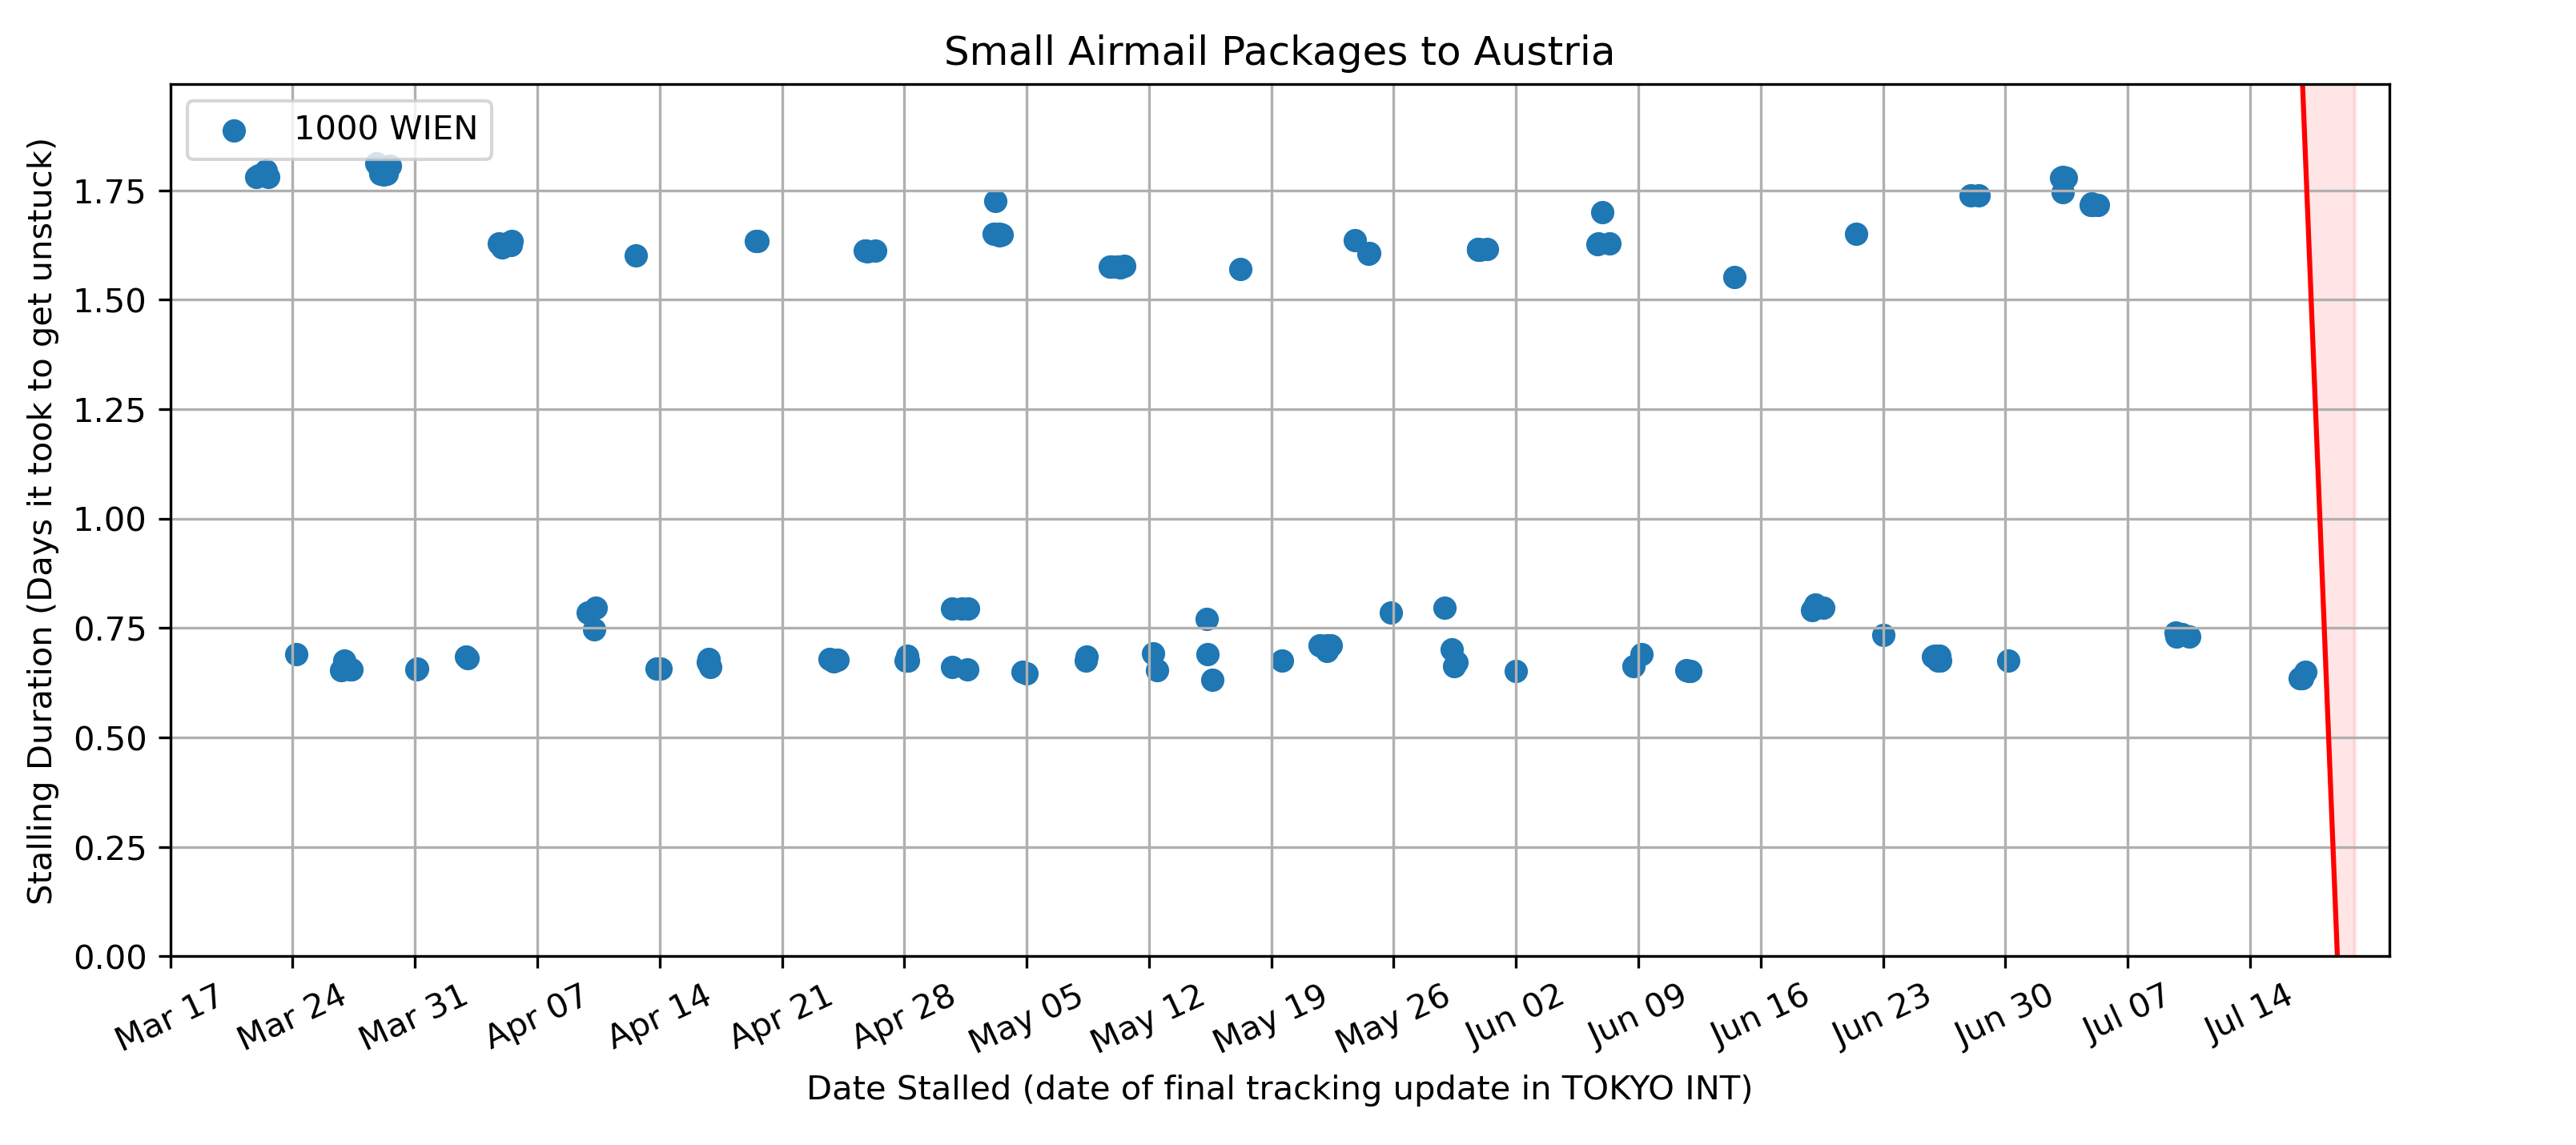 Small Airmail Packages to Austria
1000 WIEN
Stalling Duration (Days it took to get unstuck)
1.75
1.50
1.25
1.00
0.75
0.50
0.25
0.00
Mar 17
Mar 24
Mar 31
Apr 07
Apr 14
Apr 21
Apr 28
May 05
May 12
May 19
May 26
Jun 02
Jun 09
Jun 16
Jun 23
Jun 30
Jul 07
Jul 14
Date Stalled (date of final tracking update in TOKYO INT)